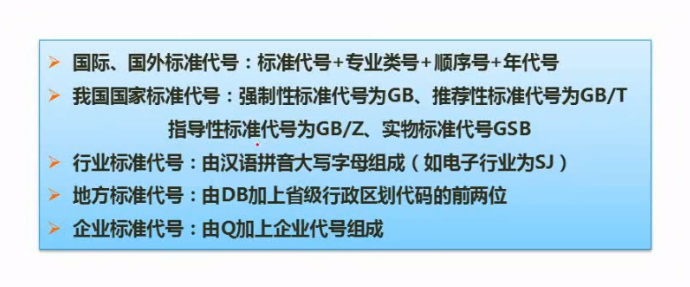 国际、国外标准代号：标准代号+专业类号+顺序号+年代号
我国国家标准代号：强制性标准代号为GB、推荐性标准代号为GB/T
指导性标准代号为GB/Z、实物标准代号GSB
行业标准代号：由汉语拼音大写字母组成（如电子行业为SJ）
地方标准代号：由DB加上省级行政区划代码的前两位
企业标准代号：由Q加上企业代号组成